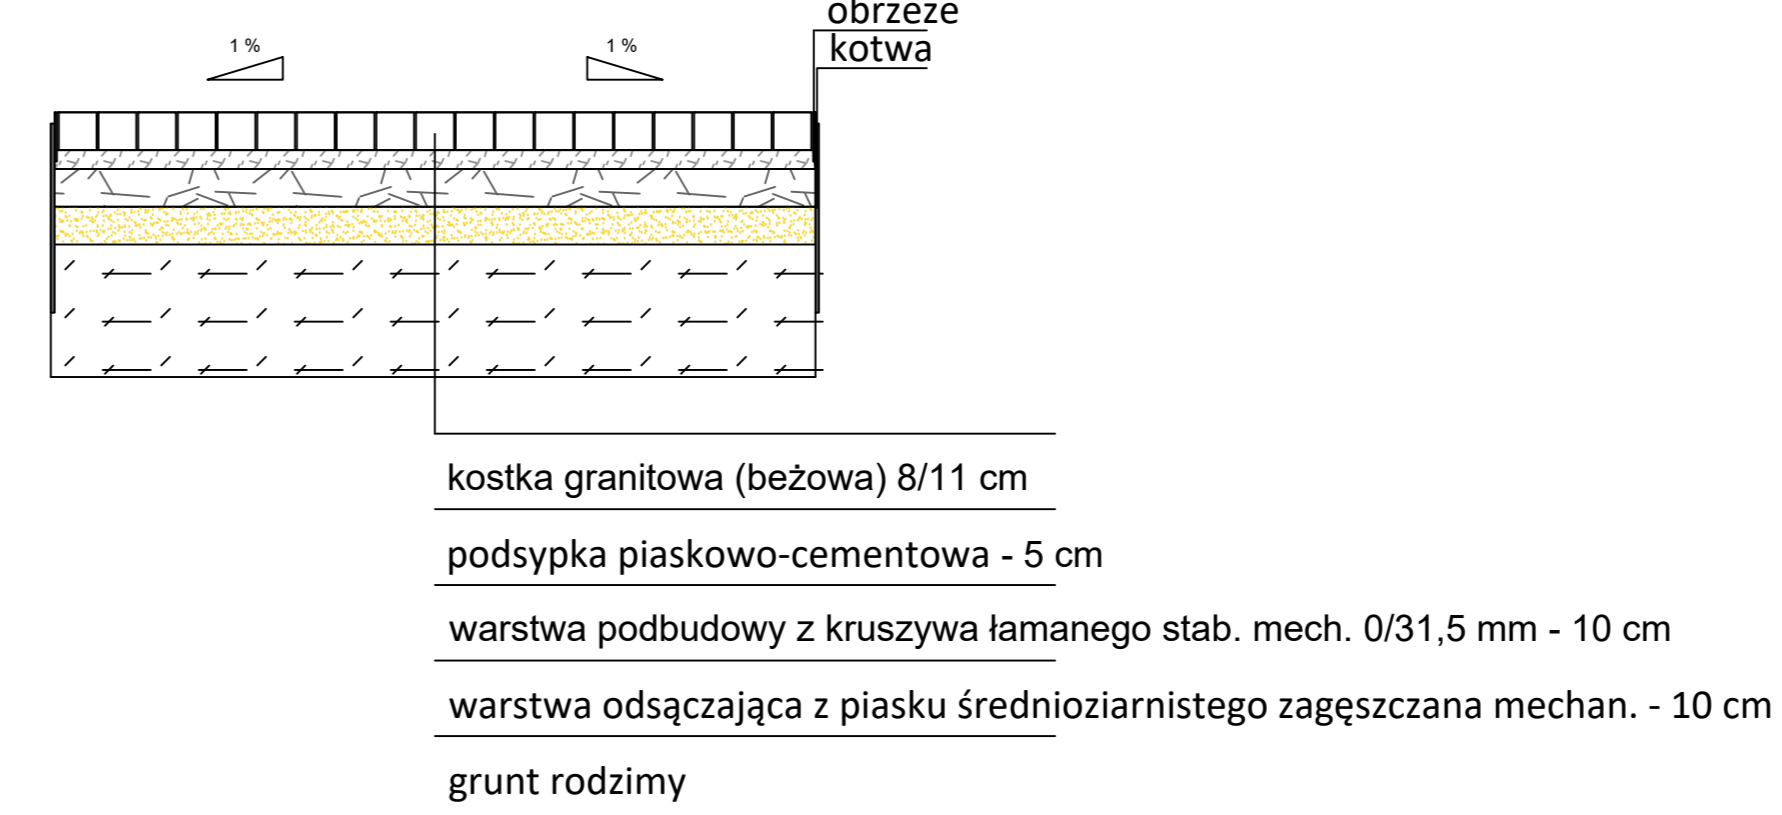 obrzeże
kotwa
1 %
1 %
kostka granitowa (beżowa) 8/11 cm
podsypka piaskowo-cementowa - 5 cm
warstwa podbudowy z kruszywa łamanego stab. mech. 0/31,5 mm - 10 cm
warstwa odsączająca z piasku średnioziarnistego zagęszczana mechan. - 10 cm
grunt rodzimy